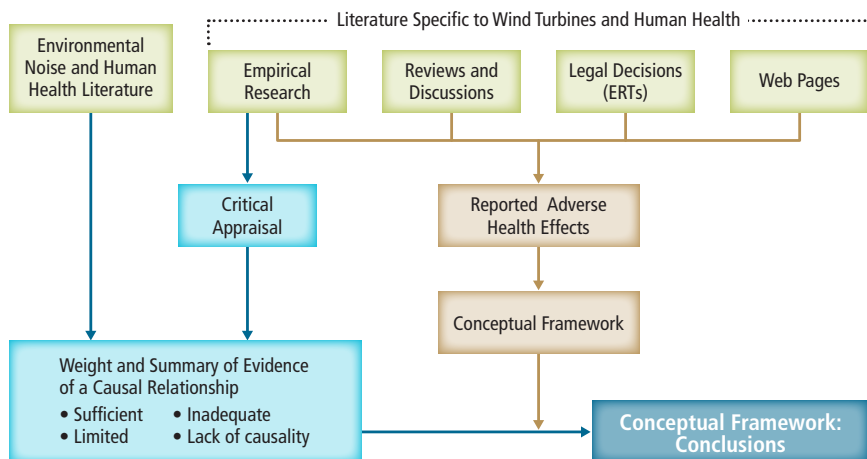 Literature Specific to Wind Turbines and Human Health
Environmental
Noise and Human
Health Literature
Empirical
Research
Reviews and
Discussions
Legal Decisions
(ERTs)
Web Pages
Critical
Appraisal
Reported Adverse
Health Effects
Conceptual Framework
Weight and Summary of Evidence
of a Causal Relationship
• Sufficient • Inadequate
• Limited • Lack of causality
Conceptual Framework:
Conclusions